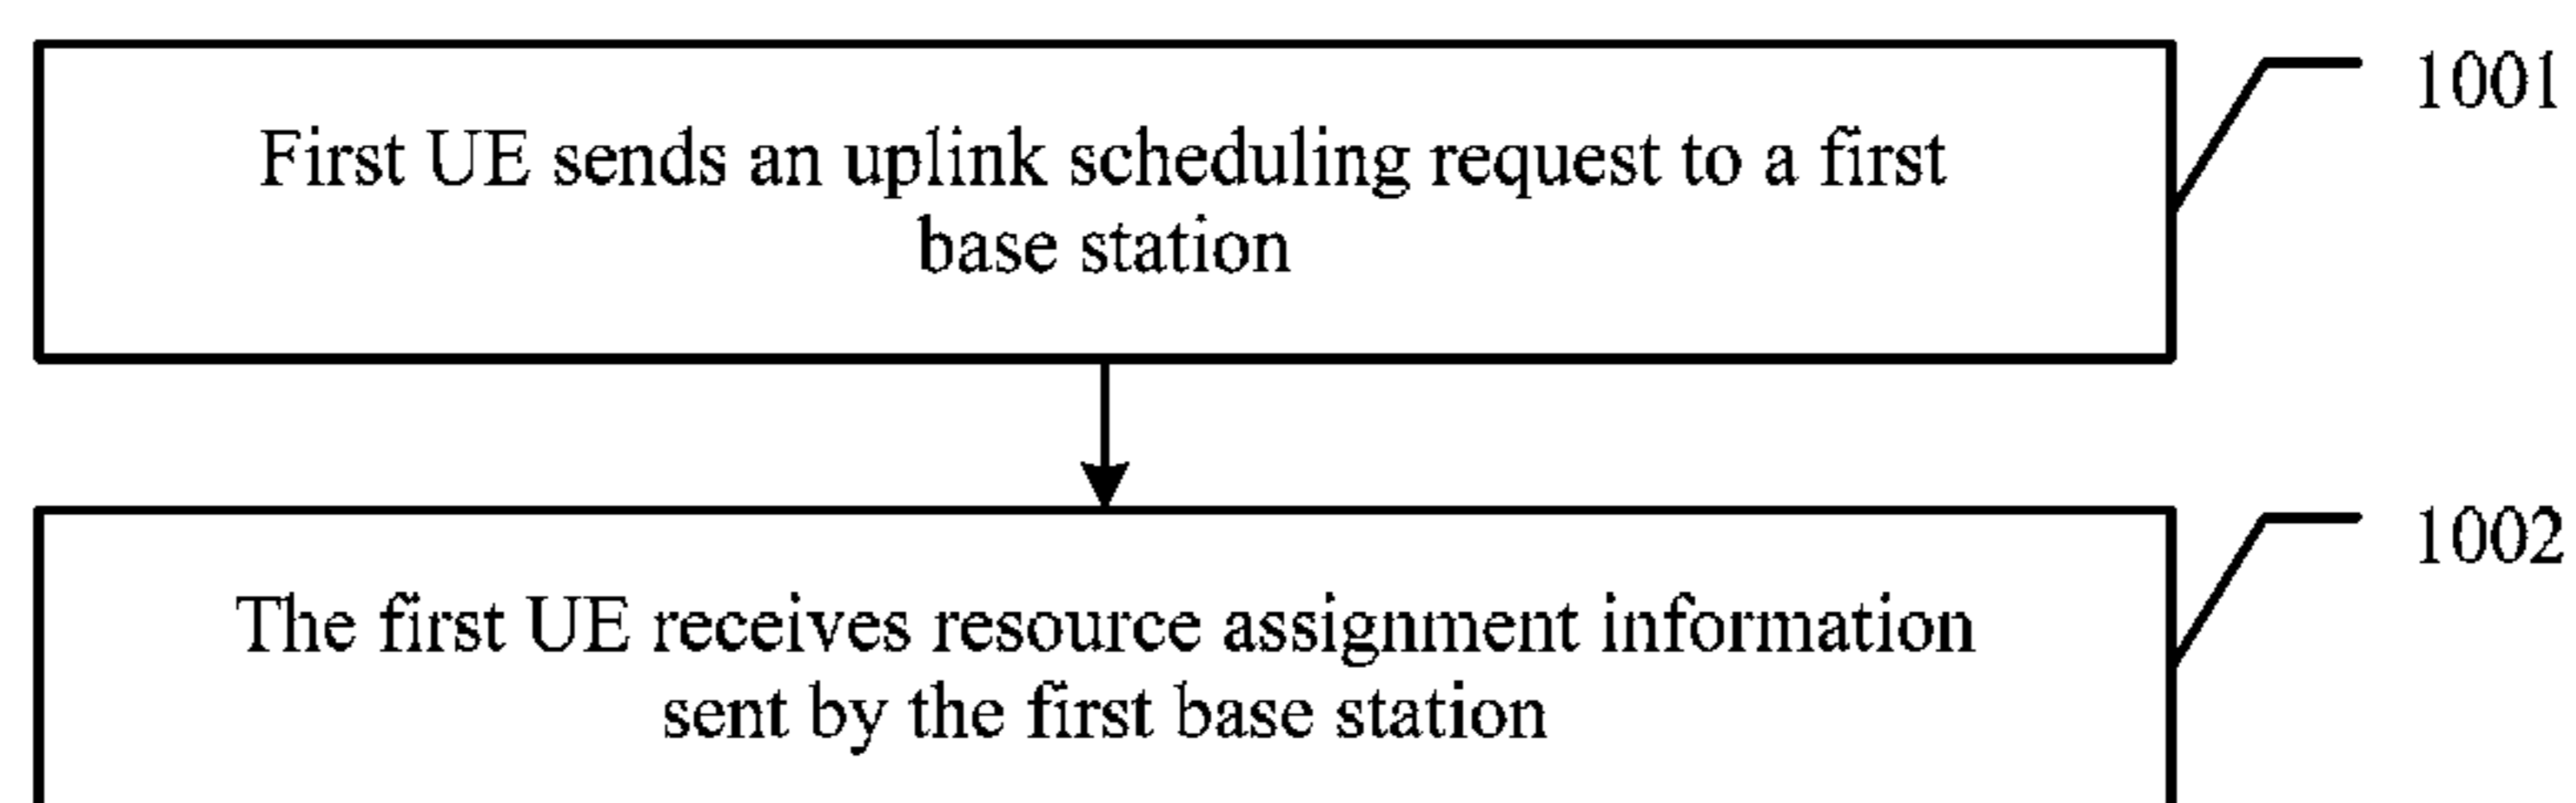 First UE sends an uplink scheduling request to a first
base station
1001
The first UE receives resource assignment information
sent by the first base station
1002